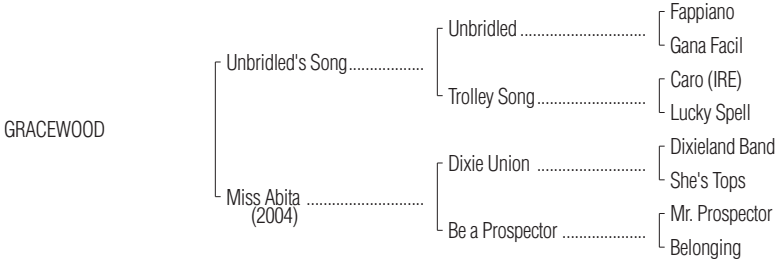 GRACEWOOD
Unbridled's Song..................
Miss Abita ...........................
(2004)
Unbridled .............................
Trolley Song.........................
Dixie Union .........................
Be a Prospector ....................
Fappiano
Gana Facil
Caro (IRE)
Lucky Spell
Dixieland Band
She's Tops
Mr. Prospector
Belonging